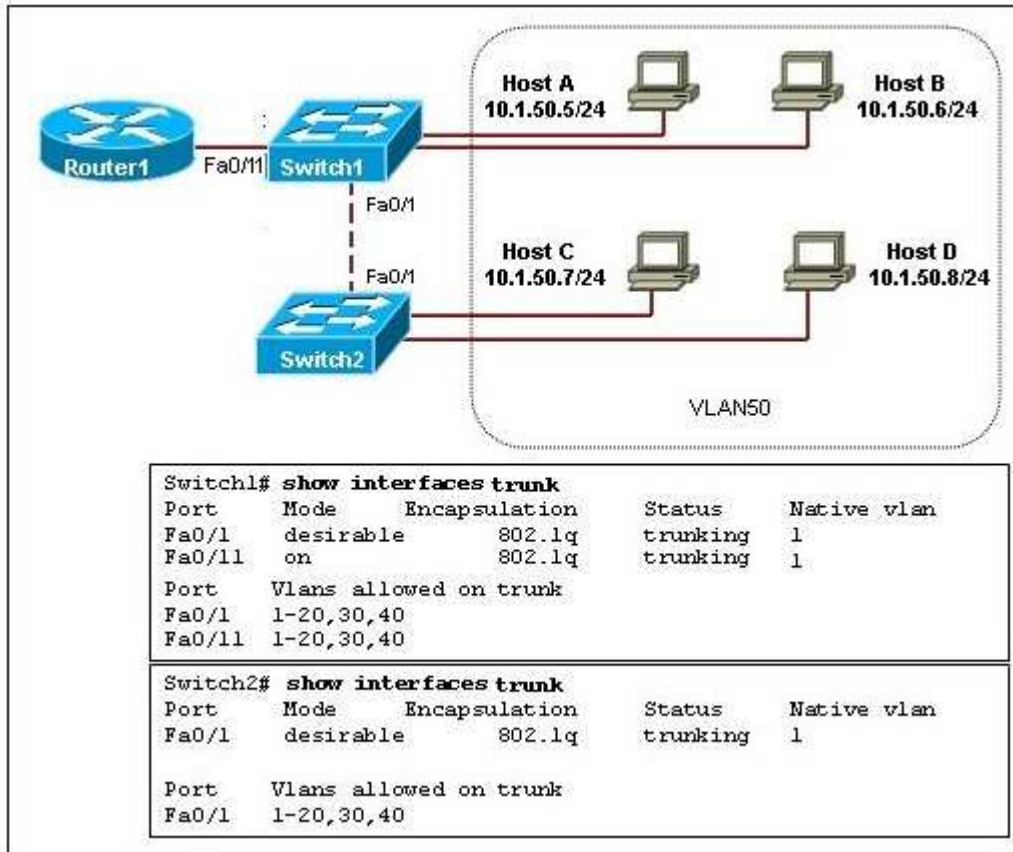 Host A
10.1.50.5/24
Host B
10.1.50.6/24
Router1
Fa0/11
:
Switch1
Fa0/1
Fa0/1
Host C
10.1.50.7/24
Host D
10.1.50.8/24
Switch2
VLAN50
Switch1# show interfaces trunk
Port Mode Encapsulation Status Native vlan
Fa0/1 desirable 802.1q trunking 1
Fa0/11 on 802.1q trunking 1
Port Vlans allowed on trunk
Fa0/1 1-20,30,40
Fa0/11 1-20,30,40
Switch2# show interfaces trunk
Port Mode Encapsulation Status Native vlan
Fa0/1 desirable 802.1q trunking 1
Port Vlans allowed on trunk
Fa0/1 1-20,30,40